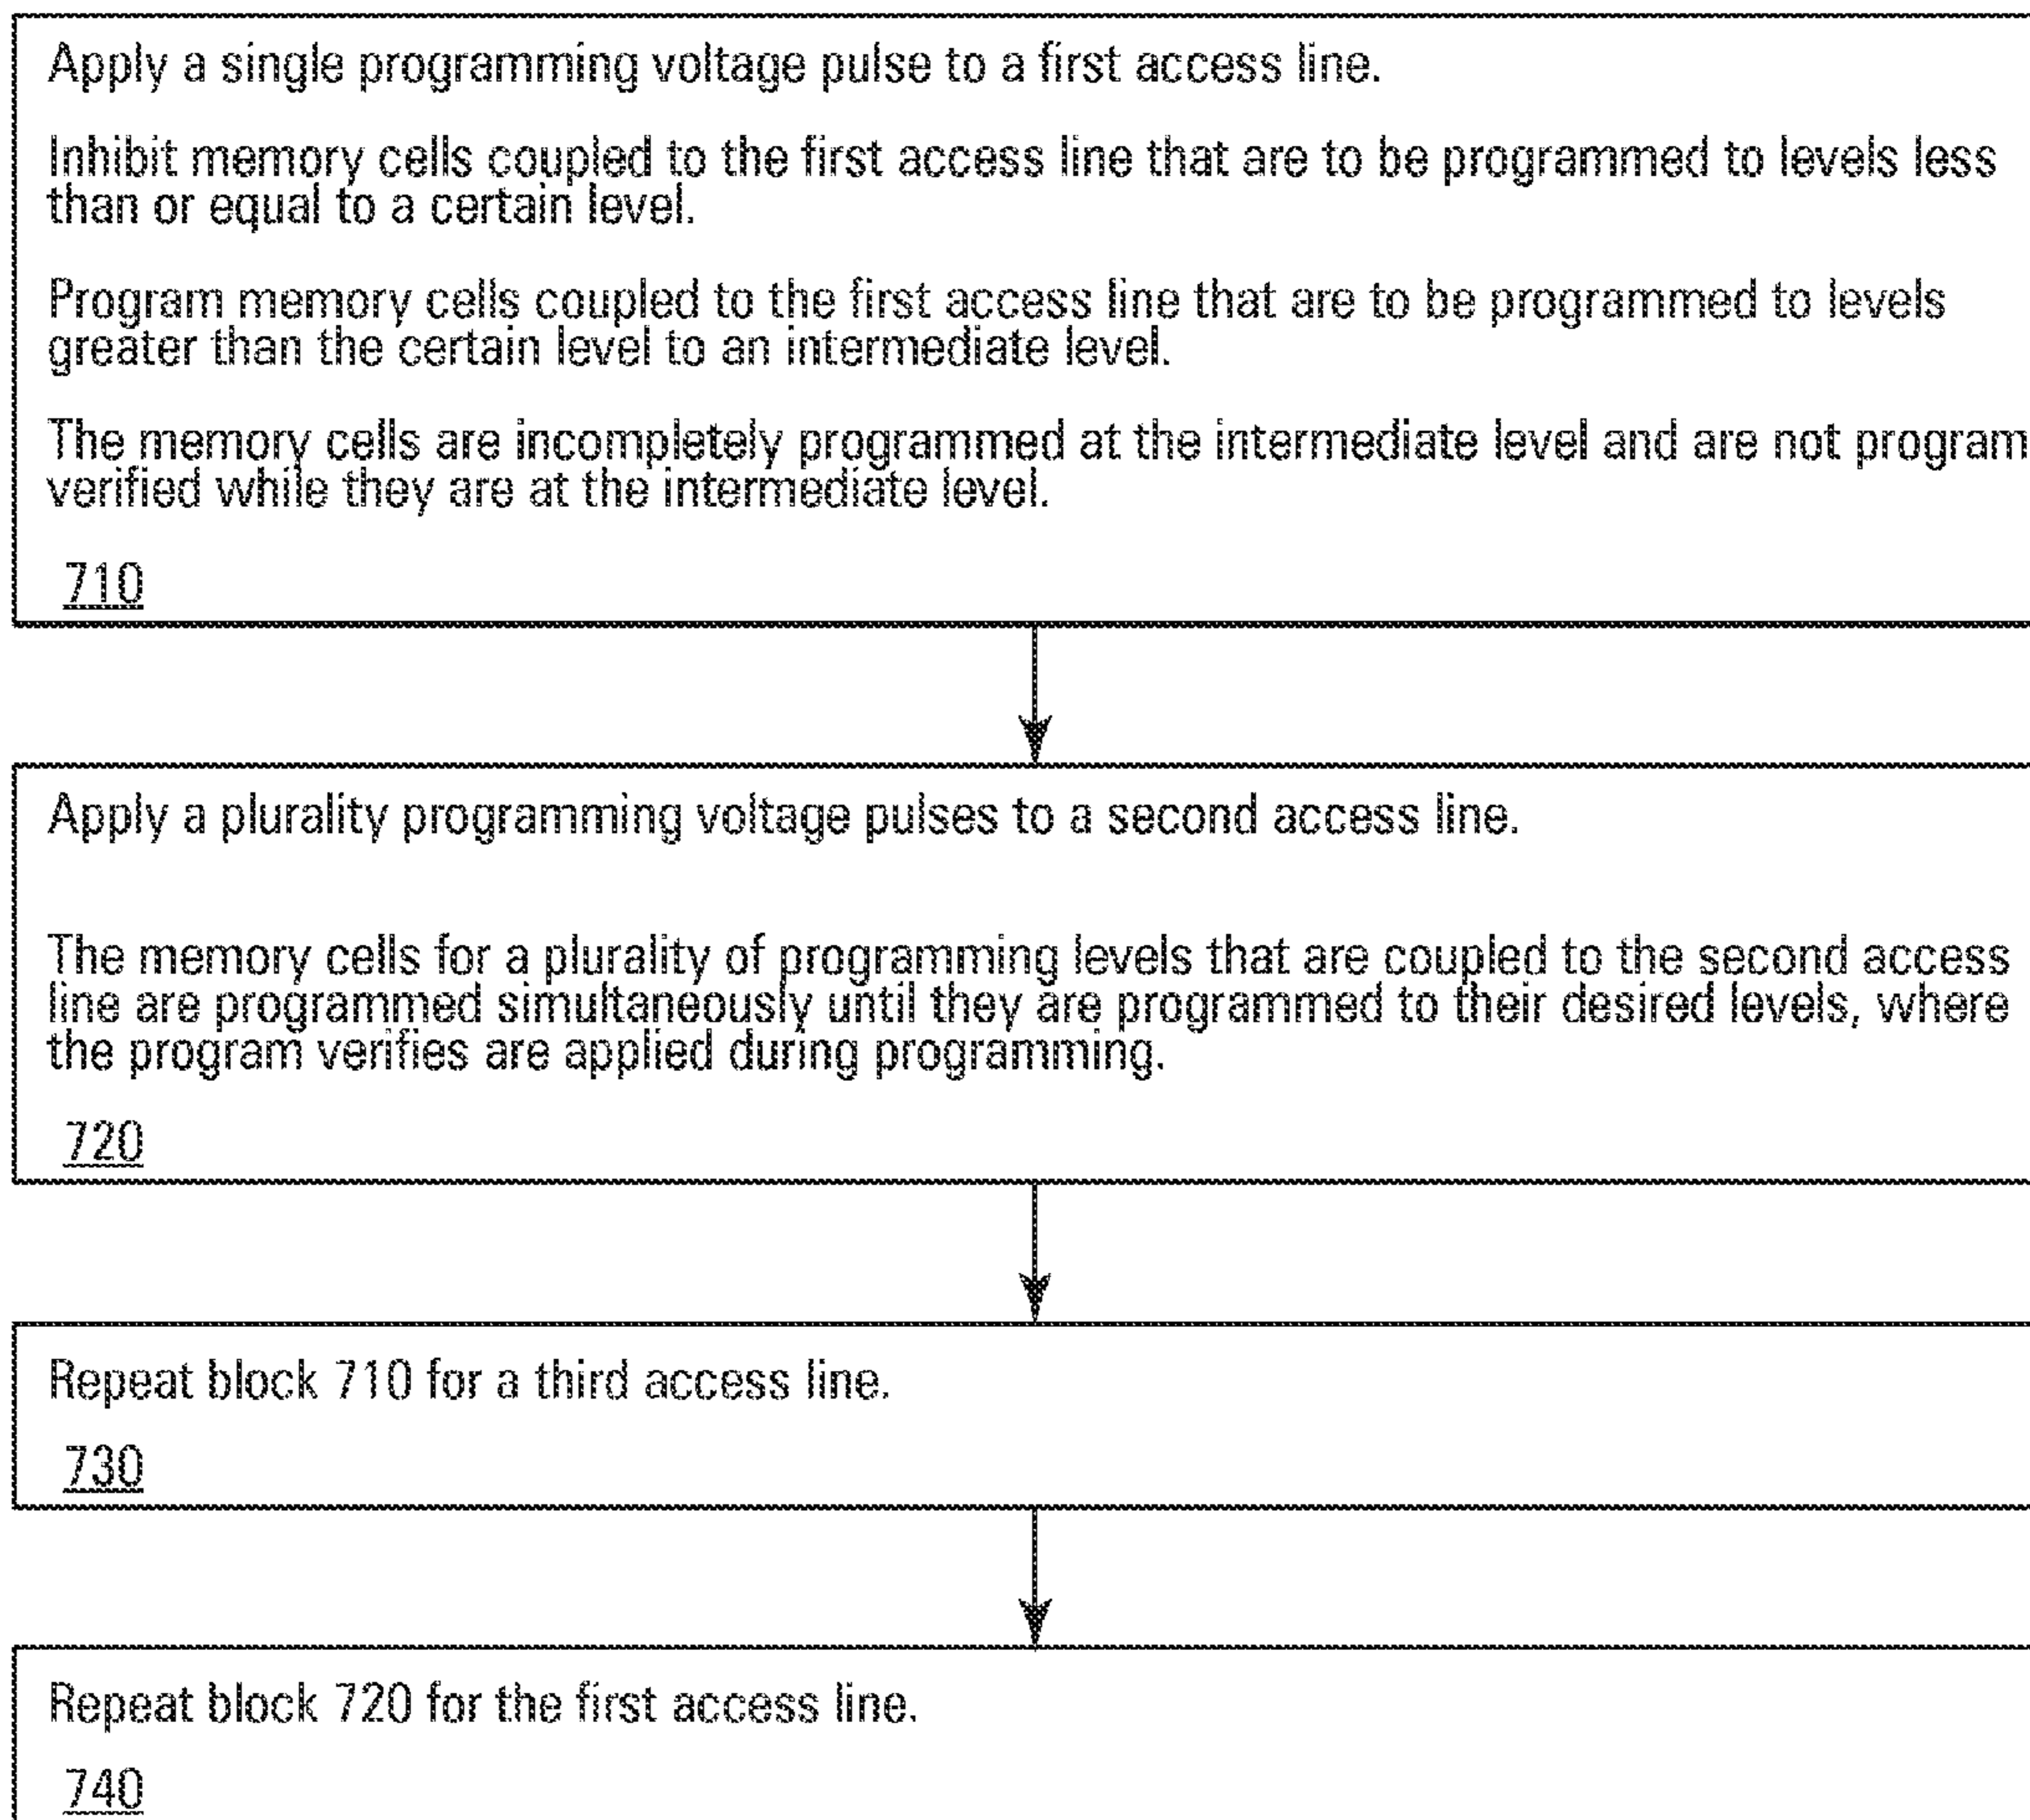 Apply a single programming voltage pulse to a first access line.
Inhibit memory cells coupled to the first access line that are to be programmed to levels less
than or equal to a certain level.
Program memory cells coupled to the first access line that are to be programmed to levels
greater than the certain level to an intermediate level.
The memory cells are incompletely programmed at the intermediate level and are not program
verified while they are at the intermediate level.
710
Apply a plurality programming voltage pulses to a second access line.
The memory cells for a plurality of programming levels that are coupled to the second access
line are programmed simultaneously until they are programmed to their desired levels, where
the program verifies are applied during programming.
720
Repeat block 710 for a third access line.
730
Repeat block 720 for the first access line.
740